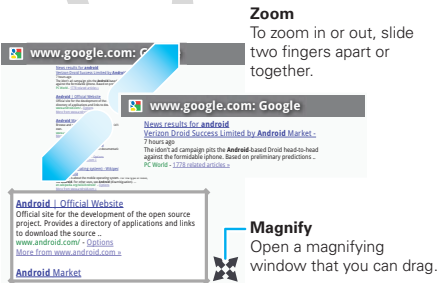 Zoom
To zoom in or out, slide
two fingers apart or
together.
www.google.com: G
News results for android
Verizon Droid Success Limited by Android
7 hours ago
Android | Official Website
www.google.com: Google
News results for android
Verizon Droid Success Limited by Android Market -
7 hours ago
The idon't ad campaign pits the Android-based Droid head-to-head
against the formidable iphone. Based on preliminary predictions ..
PC World - 1778 related articles »
Android | Official Website
Official site for the development of the open source
project. Provides a directory of applications and links
to download the source ..
www.android.com/ - Options
More from www.android.com »
Android Market
Magnify
Open a magnifying
window that you can drag.